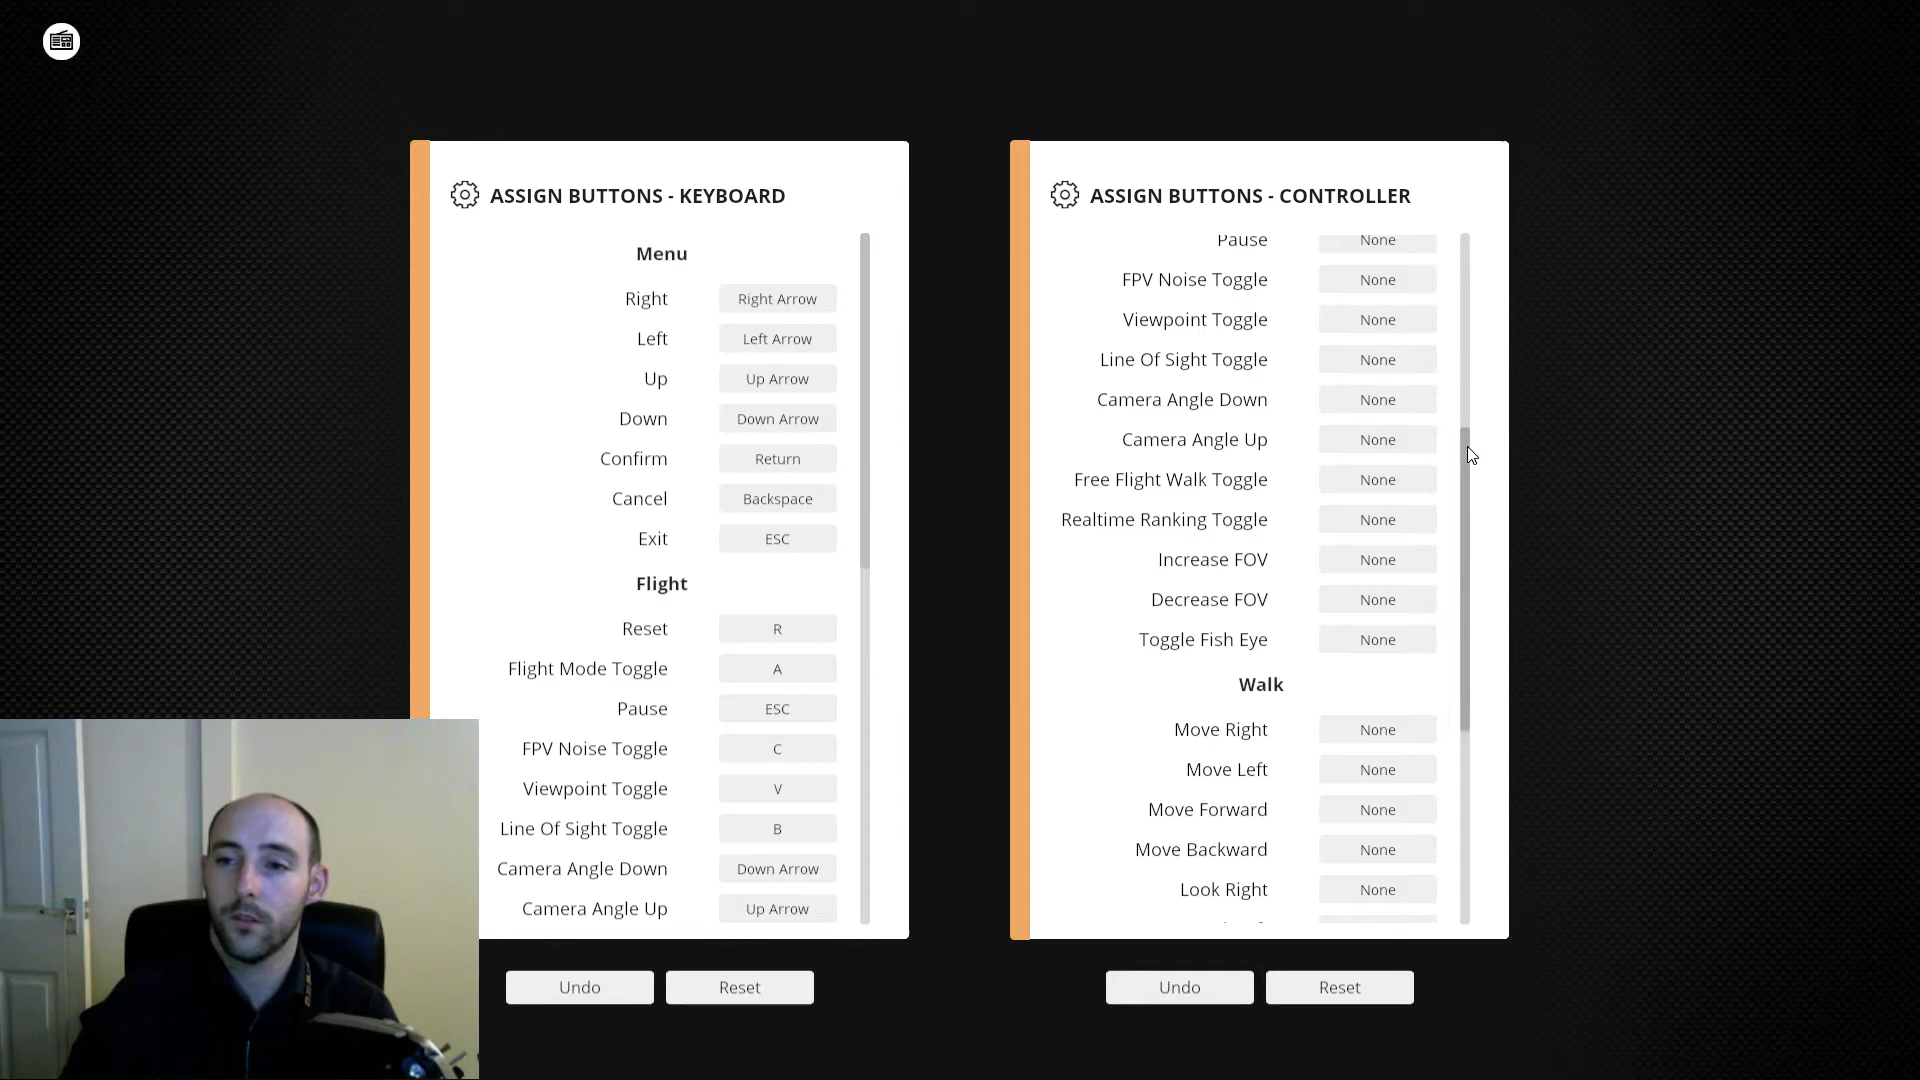 ASSIGN BUTTONS - KEYBOARD
Menu
Right Right Arrow
Left Left Arrow
Up Up Arrow
Down Down Arrow
Confirm Return
Cancel Backspace
Exit ESC
Flight
Reset R
Flight Mode Toggle A
Pause ESC
FPV Noise Toggle C
Viewpoint Toggle V
Line Of Sight Toggle B
Camera Angle Down Down Arrow
Camera Angle Up Up Arrow
Undo Reset
ASSIGN BUTTONS - CONTROLLER
Pause None
FPV Noise Toggle None
Viewpoint Toggle None
Line Of Sight Toggle None
Camera Angle Down None
Camera Angle Up None
Free Flight Walk Toggle None
Realtime Ranking Toggle None
Increase FOV None
Decrease FOV None
Toggle Fish Eye None
Walk
Move Right None
Move Left None
Move Forward None
Move Backward None
Look Right None
Undo Reset